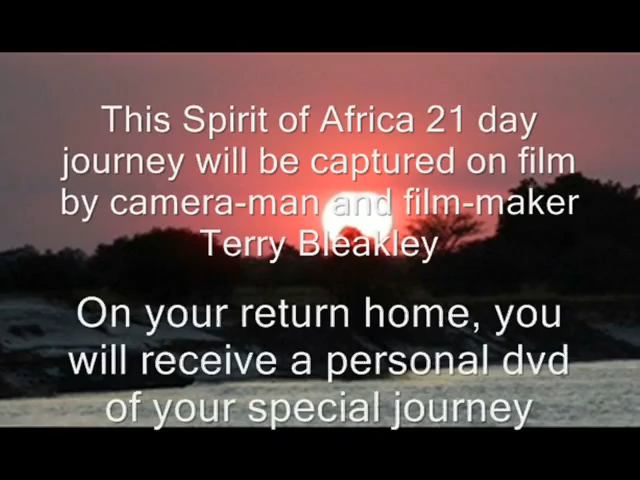 This Spirit of Africa 21 day
journey will be captured on film
by camera-man and film-maker
Terry Bleakley
On your return home, you
will receive a personal dvd
of your special journey